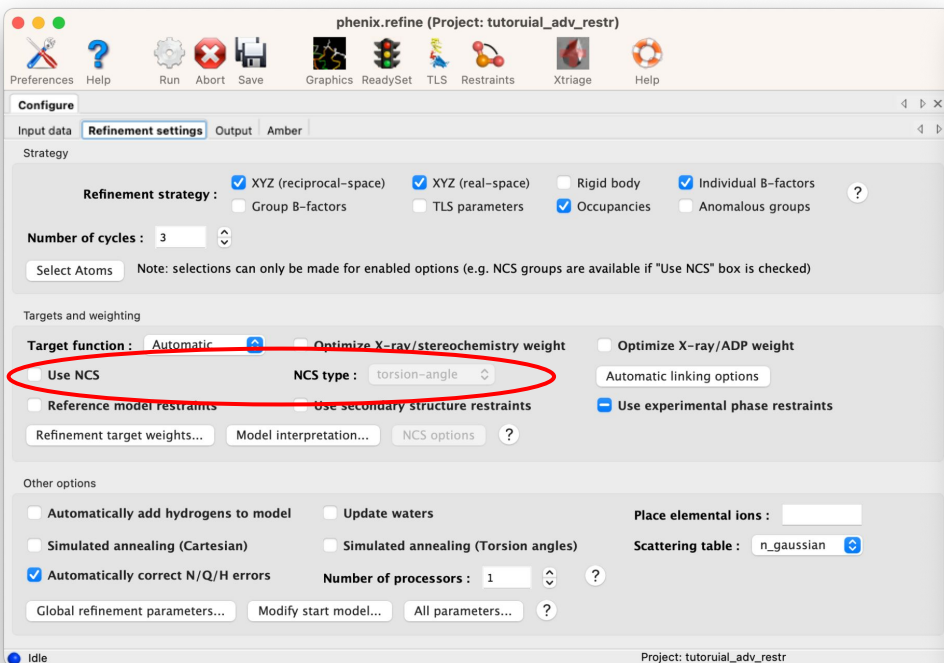 phenix.refine (Project: tutoruial_adv_restr)
Preferences Help Run Abort Save Graphics ReadySet TLS Restraints Xtriage Help
Configure
Input data Refinement settings Output Amber
Strategy
Refinement strategy : XYZ (reciprocal-space) XYZ (real-space) Rigid body Individual B-factors ?
Group B-factors TLS parameters Occupancies Anomalous groups
Number of cycles : 3
Select Atoms Note: selections can only be made for enabled options (e.g. NCS groups are available if "Use NCS" box is checked)
Targets and weighting
Target function : Automatic Optimize X-ray/stereochemistry weight Optimize X-ray/ADP weight
Use NCS NCS type : torsion-angle Automatic linking options
Reference model restraints Use secondary structure restraints Use experimental phase restraints
Refinement target weights... Model interpretation... NCS options ?
Other options
Automatically add hydrogens to model Update waters Place elemental ions :
Simulated annealing (Cartesian) Simulated annealing (Torsion angles) Scattering table : n_gaussian
Automatically correct N/Q/H errors Number of processors : 1 ?
Global refinement parameters... Modify start model... All parameters... ?
Idle Project: tutoruial_adv_restr